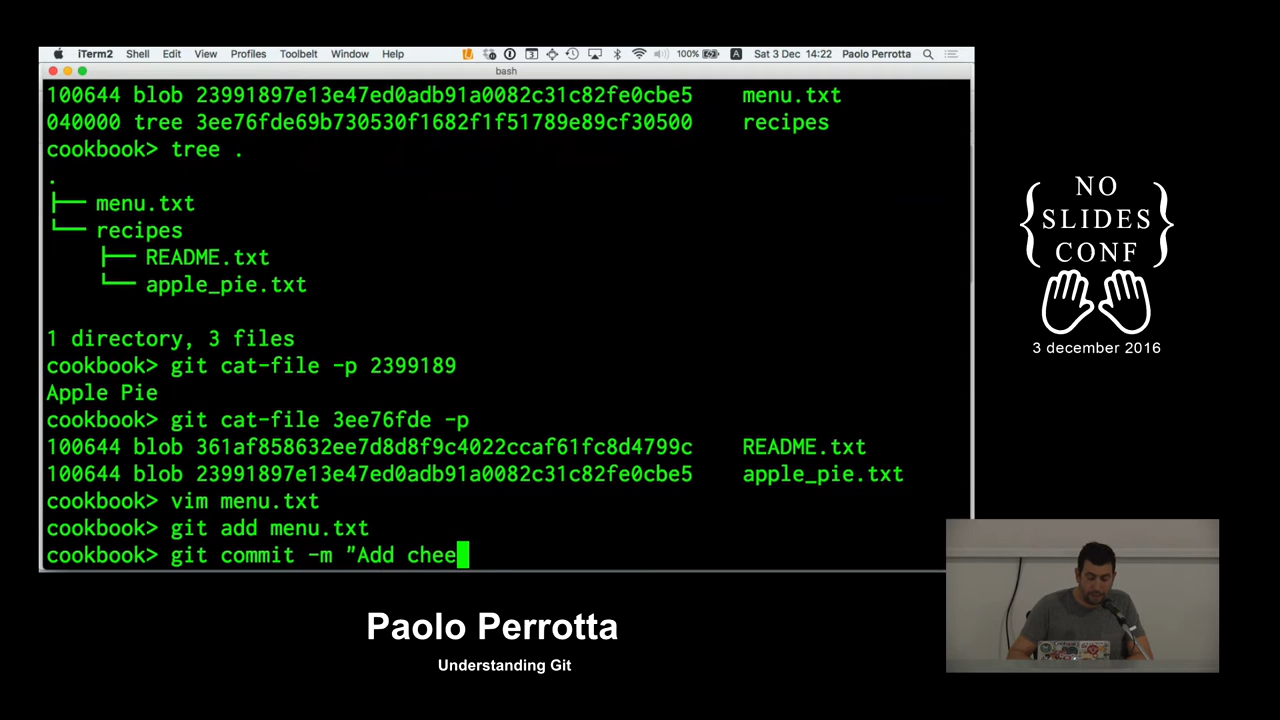 iTerm2 Shell Edit View Profiles Toolbelt Window Help 100% Sat 3 Dec 14:22 Paolo Perrotta
bash
100644 blob 23991897e13e47ed0adb91a0082c31c82fe0cbe5 menu.txt
040000 tree 3ee76fde69b730530f1682f1f51789e89cf30500 recipes
cookbook> tree .
.
├── menu.txt
└── recipes
├── README.txt
└── apple_pie.txt
1 directory, 3 files
cookbook> git cat-file -p 2399189
Apple Pie
cookbook> git cat-file 3ee76fde -p
100644 blob 361af858632ee7d8d8f9c4022ccaf61fc8d4799c README.txt
100644 blob 23991897e13e47ed0adb91a0082c31c82fe0cbe5 apple_pie.txt
cookbook> vim menu.txt
cookbook> git add menu.txt
cookbook> git commit -m "Add chee
NO
SLIDES
CONF
3 december 2016
Paolo Perrotta
Understanding Git